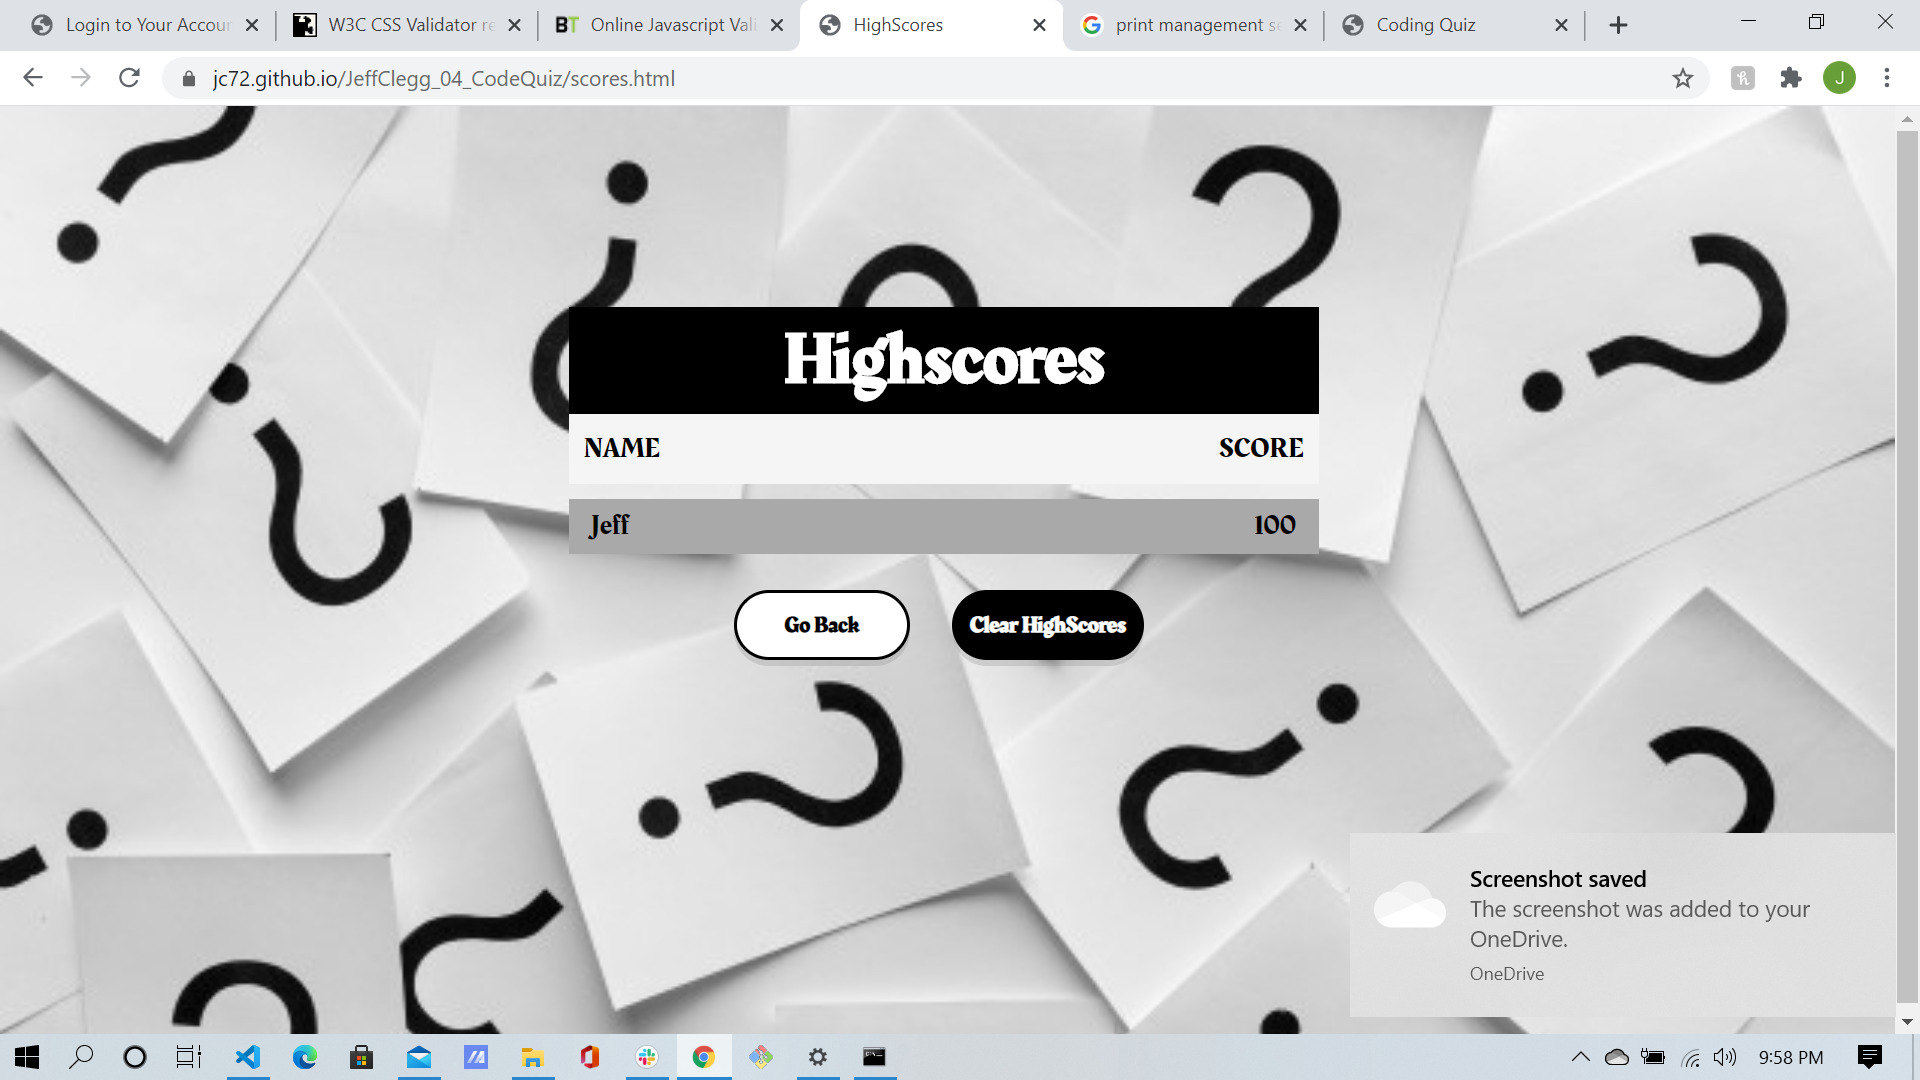 Login to Your Accour
W3C CSS Validator re
BT Online Javascript Vali
HighScores
print management se
Coding Quiz
jc72.github.io/JeffClegg_04_CodeQuiz/scores.html
J
Highscores
NAME SCORE
Jeff 100
Go Back Clear HighScores
Screenshot saved
The screenshot was added to your
OneDrive.
OneDrive
9:58 PM